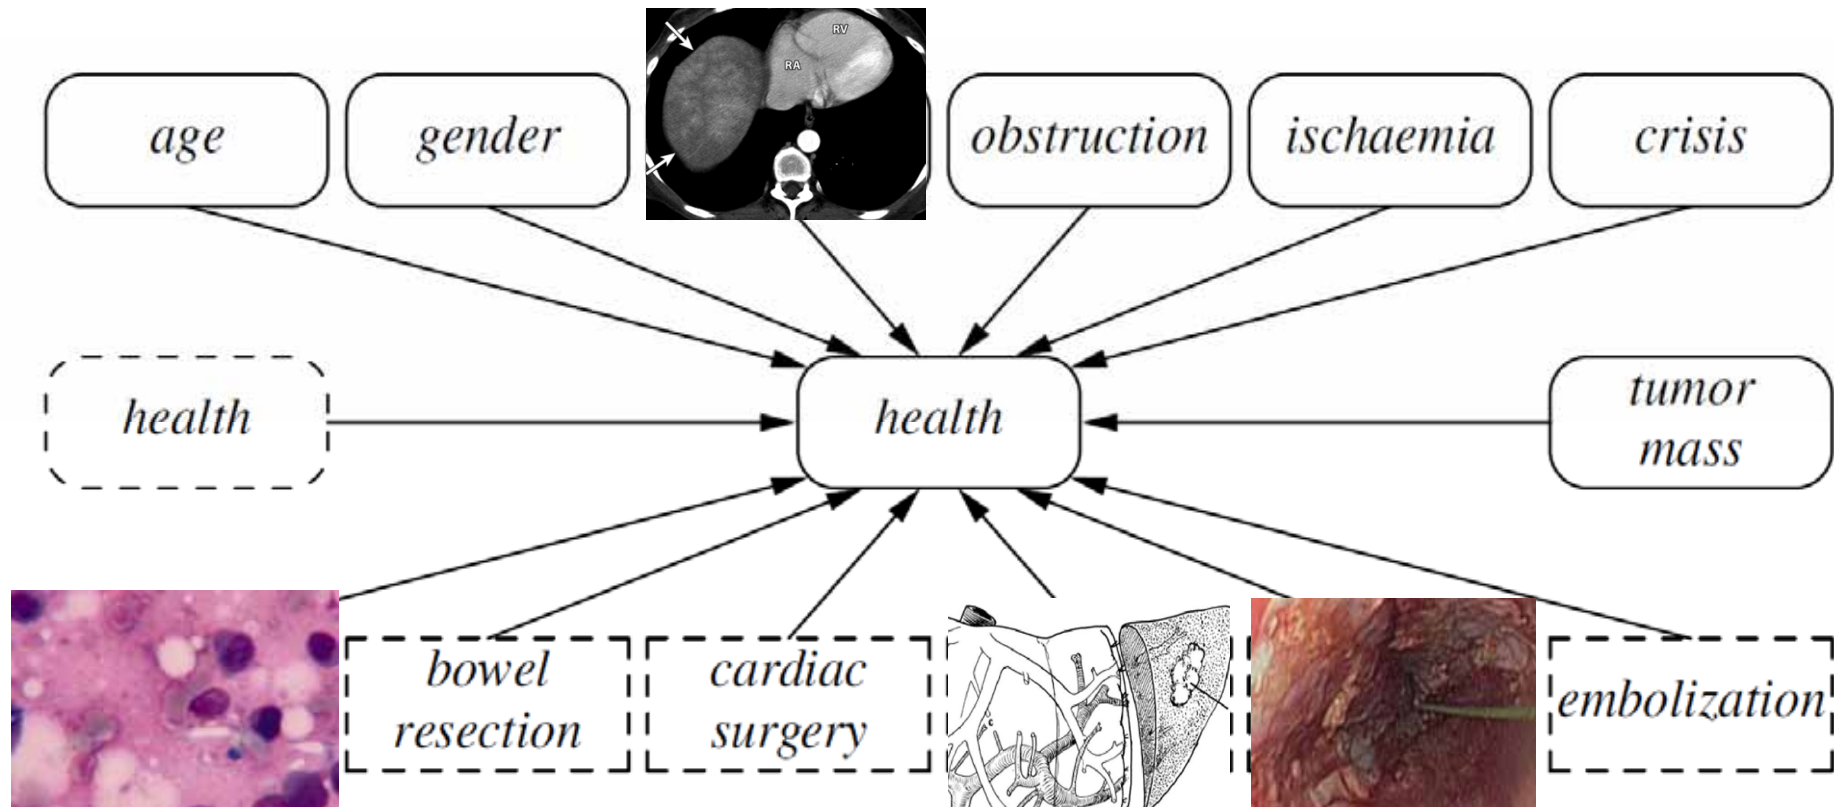 RV
RA
age
gender
obstruction
ischaemia
crisis
health
health
tumor
mass
bowel
resection
cardiac
surgery
embolization